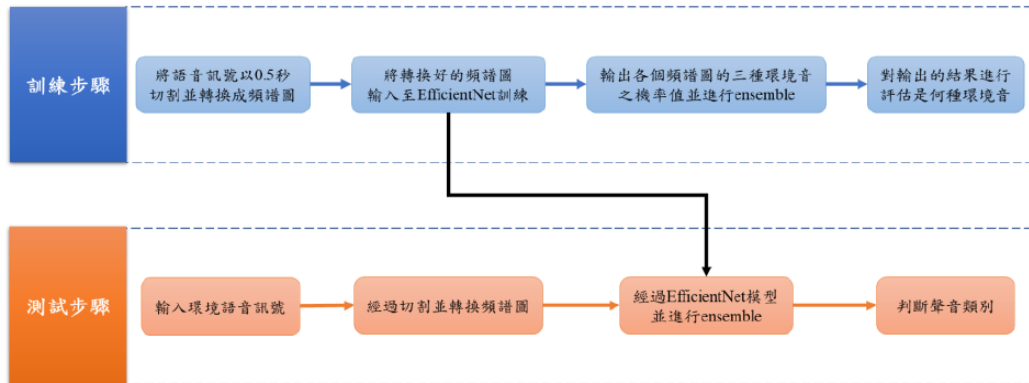 訓練步驟
將語音訊號以0.5秒
切割並轉換成頻譜圖
將轉換好的頻譜圖
輸入至EfficientNet訓練
輸出各個頻譜圖的三種環境音
之機率值並進行ensemble
對輸出的結果進行
評估是何種環境音
測試步驟
輸入環境語音訊號
經過切割並轉換頻譜圖
經過EfficientNet模型
並進行ensemble
判斷聲音類別